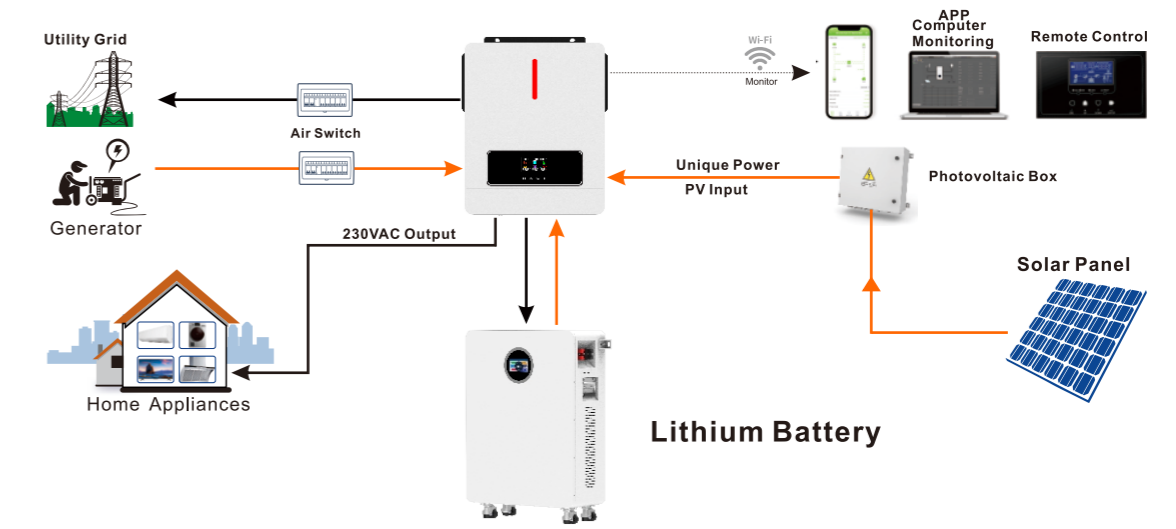 Utility Grid
Air Switch
Generator
230VAC Output
Home Appliances
Wi-Fi
Monitor
APP
Computer
Monitoring
Remote Control
Unique Power
PV Input
Photovoltaic Box
Solar Panel
Lithium Battery